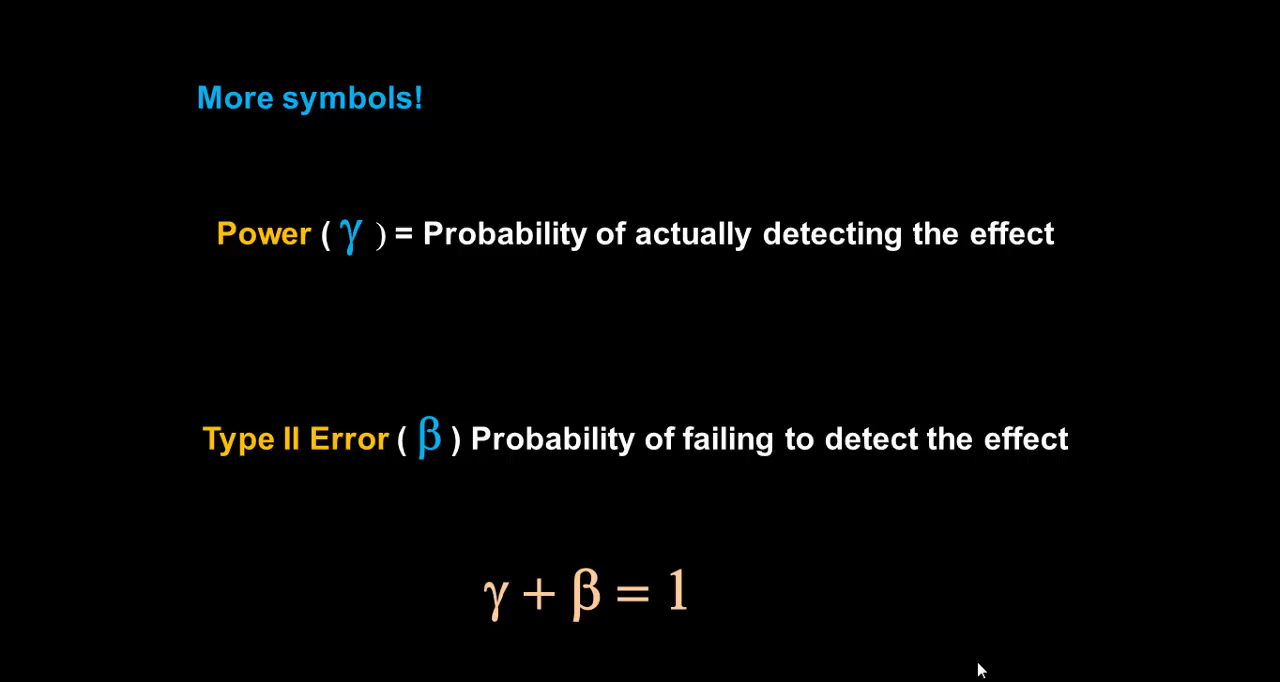 More symbols!
Power ( γ ) = Probability of actually detecting the effect
Type II Error ( β ) Probability of failing to detect the effect
γ + β = 1